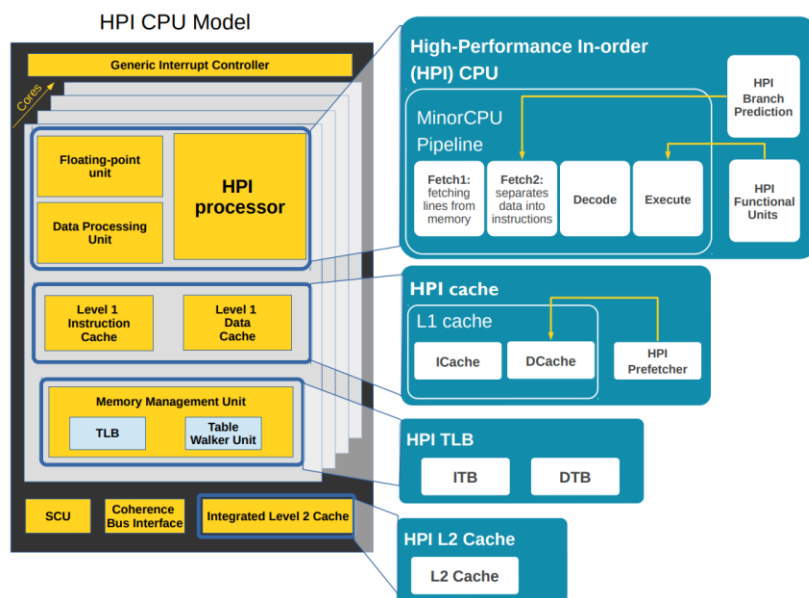 HPI CPU Model
Generic Interrupt Controller
Cores
Floating-point
unit
Data Processing
Unit
HPI
processor
Level 1
Instruction
Cache
Level 1
Data
Cache
Memory Management Unit
TLB
Table
Walker Unit
SCU
Coherence
Bus Interface
Integrated Level 2 Cache
High-Performance In-order
(HPI) CPU
MinorCPU
Pipeline
Fetch1:
fetching
lines from
memory
Fetch2:
separates
data into
instructions
Decode
Execute
HPI
Branch
Prediction
HPI
Functional
Units
HPI cache
L1 cache
ICache
DCache
HPI
Prefetcher
HPI TLB
ITB
DTB
HPI L2 Cache
L2 Cache